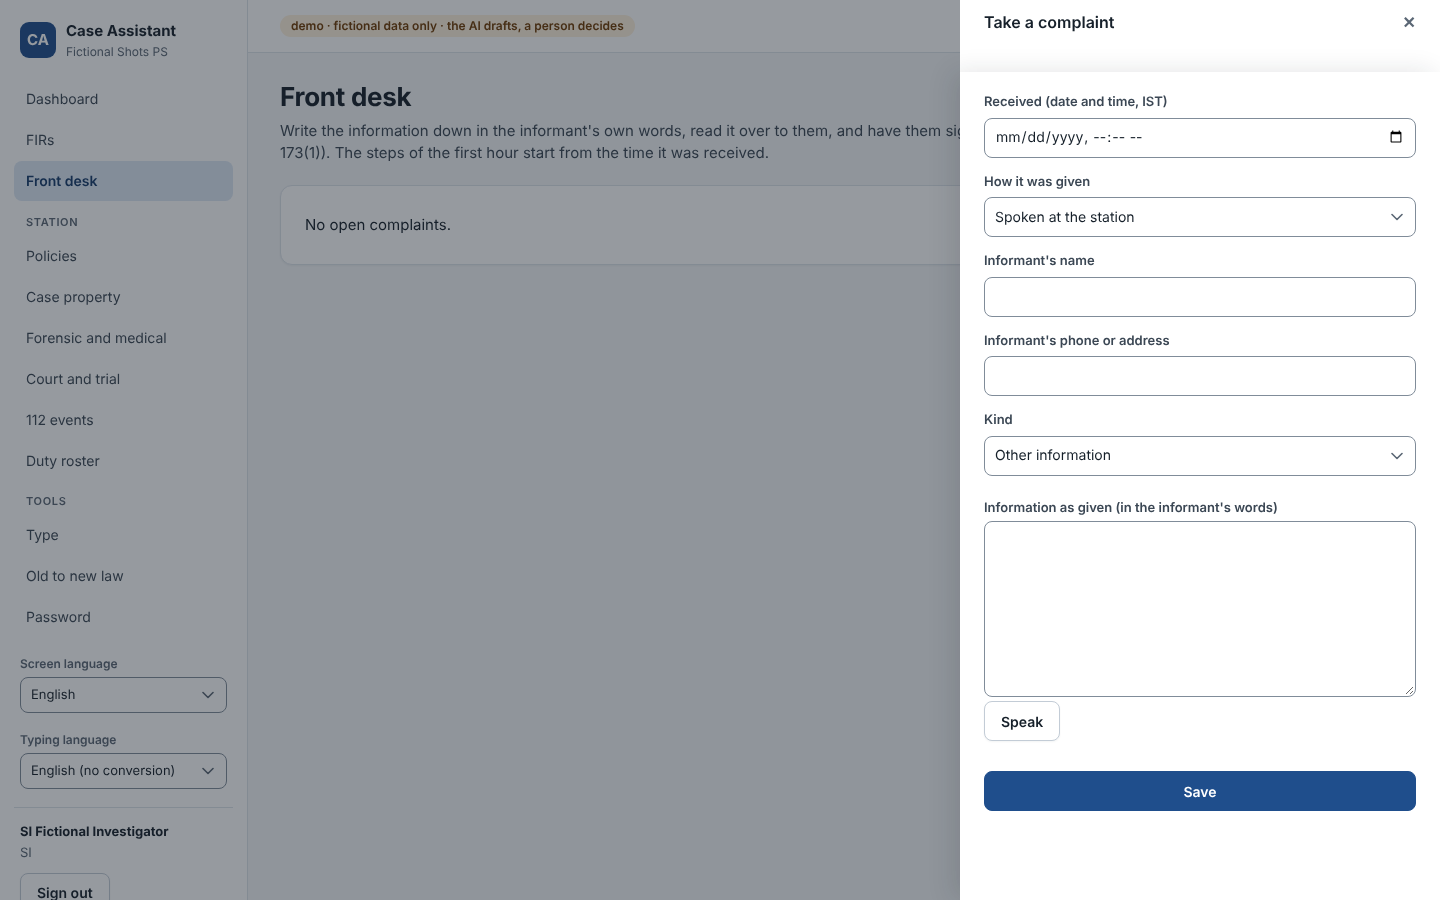 CA
Case Assistant
Fictional Shots PS
Dashboard
FIRs
Front desk
STATION
Policies
Case property
Forensic and medical
Court and trial
112 events
Duty roster
TOOLS
Type
Old to new law
Password
Screen language
English
Typing language
English (no conversion)
SI Fictional Investigator
SI
Sign out
demo · fictional data only · the AI drafts, a person decides
Front desk
Write the information down in the informant's own words, read it over to them, and have them
173(1)). The steps of the first hour start from the time it was received.
No open complaints.
Take a complaint
×
Received (date and time, IST)
mm/dd/yyyy, --:-- --
How it was given
Spoken at the station
Informant's name
Informant's phone or address
Kind
Other information
Information as given (in the informant's words)
Speak
Save